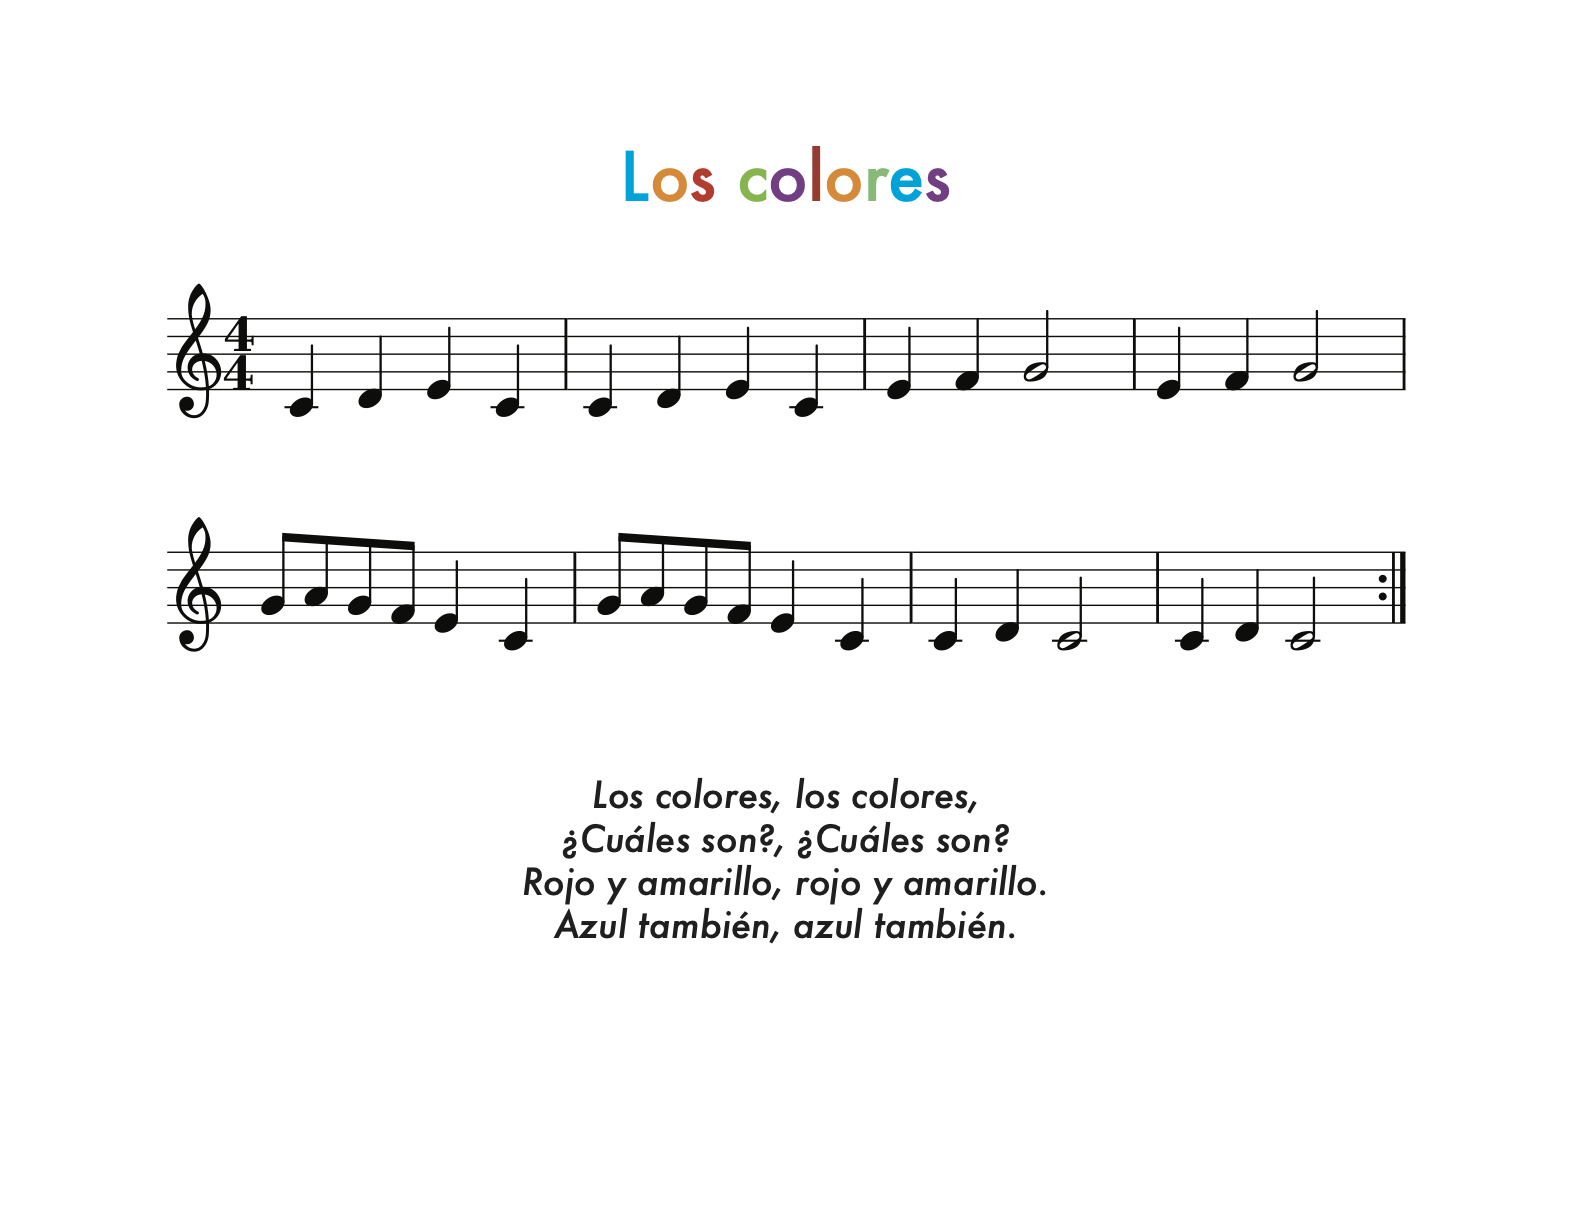 Los colores
4
4
Los colores, los colores,
¿Cuáles son?, ¿Cuáles son?
Rojo y amarillo, rojo y amarillo.
Azul también, azul también.